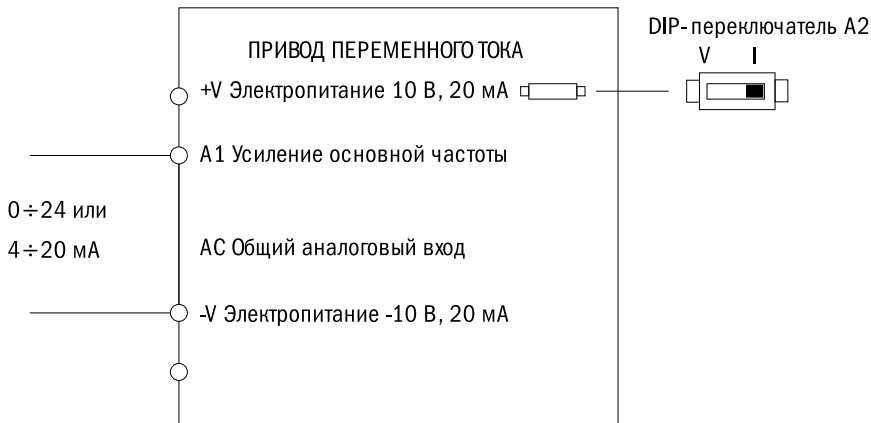 DIP-переключатель A2
V I
ПРИВОД ПЕРЕМЕННОГО ТОКА
+V Электропитание 10 В, 20 мА
A1 Усиление основной частоты
0÷24 или
4÷20 мА
AC Общий аналоговый вход
-V Электропитание -10 В, 20 мА